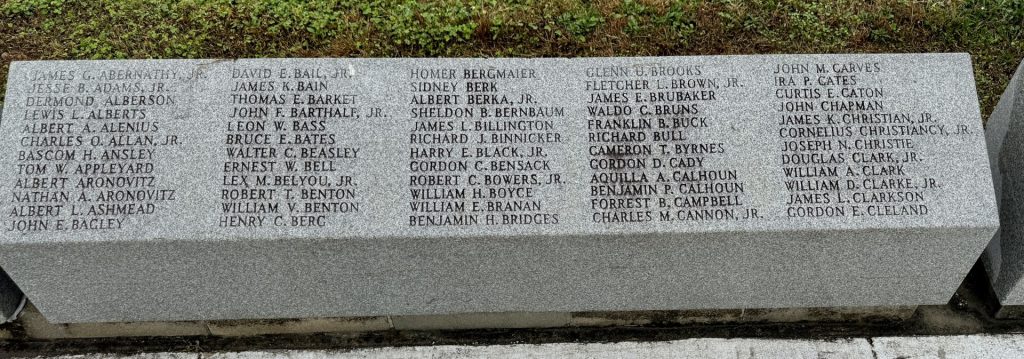 JAMES G. ABERNATHY, JR.
JESSE B. ADAMS, JR.
DERMOND ALBERSON
LEWIS L. ALBERTS
ALBERT A. ALENIUS
CHARLES O. ALLAN, JR.
BASCOM H. ANSLEY
TOM W. APPLEYARD
ALBERT ARONOVITZ
NATHAN A. ARONOVITZ
ALBERT L. ASHMEAD
JOHN E. BAGLEY
DAVID E. BAIL, JR.
JAMES K. BAIN
THOMAS E. BARKET
JOHN F. BARTHALF, JR.
LEON W. BASS
BRUCE E. BATES
WALTER C. BEASLEY
ERNEST W. BELL
LEX M. BELYOU, JR.
ROBERT T. BENTON
WILLIAM V. BENTON
HENRY C. BERG
HOMER BERGMAIER
SIDNEY BERK
ALBERT BERKA, JR.
SHELDON B. BERNBAUM
JAMES L. BILLINGTON
RICHARD J. BINNICKER
HARRY E. BLACK, JR.
GORDON C. BENSACK
ROBERT C. BOWERS, JR.
WILLIAM H. BOYCE
WILLIAM E. BRANAN
BENJAMIN H. BRIDGES
GLENN U. BROOKS
FLETCHER L. BROWN, JR.
JAMES E. BRUBAKER
WALDO C. BRUNS
FRANKLIN B. BUCK
RICHARD BULL
CAMERON T. BYRNES
GORDON D. CADY
AQUILLA A. CALHOUN
BENJAMIN P. CALHOUN
FORREST B. CAMPBELL
CHARLES M. CANNON, JR.
JOHN M. GARVES
IRA P. CATES
CURTIS E. CATON
JOHN CHAPMAN
JAMES K. CHRISTIAN, JR.
CORNELIUS CHRISTIANCY, JR.
JOSEPH N. CHRISTIE
DOUGLAS CLARK, JR.
WILLIAM A. CLARK
WILLIAM D. CLARKE, JR.
JAMES L. CLARKSON
GORDON E. CLELAND